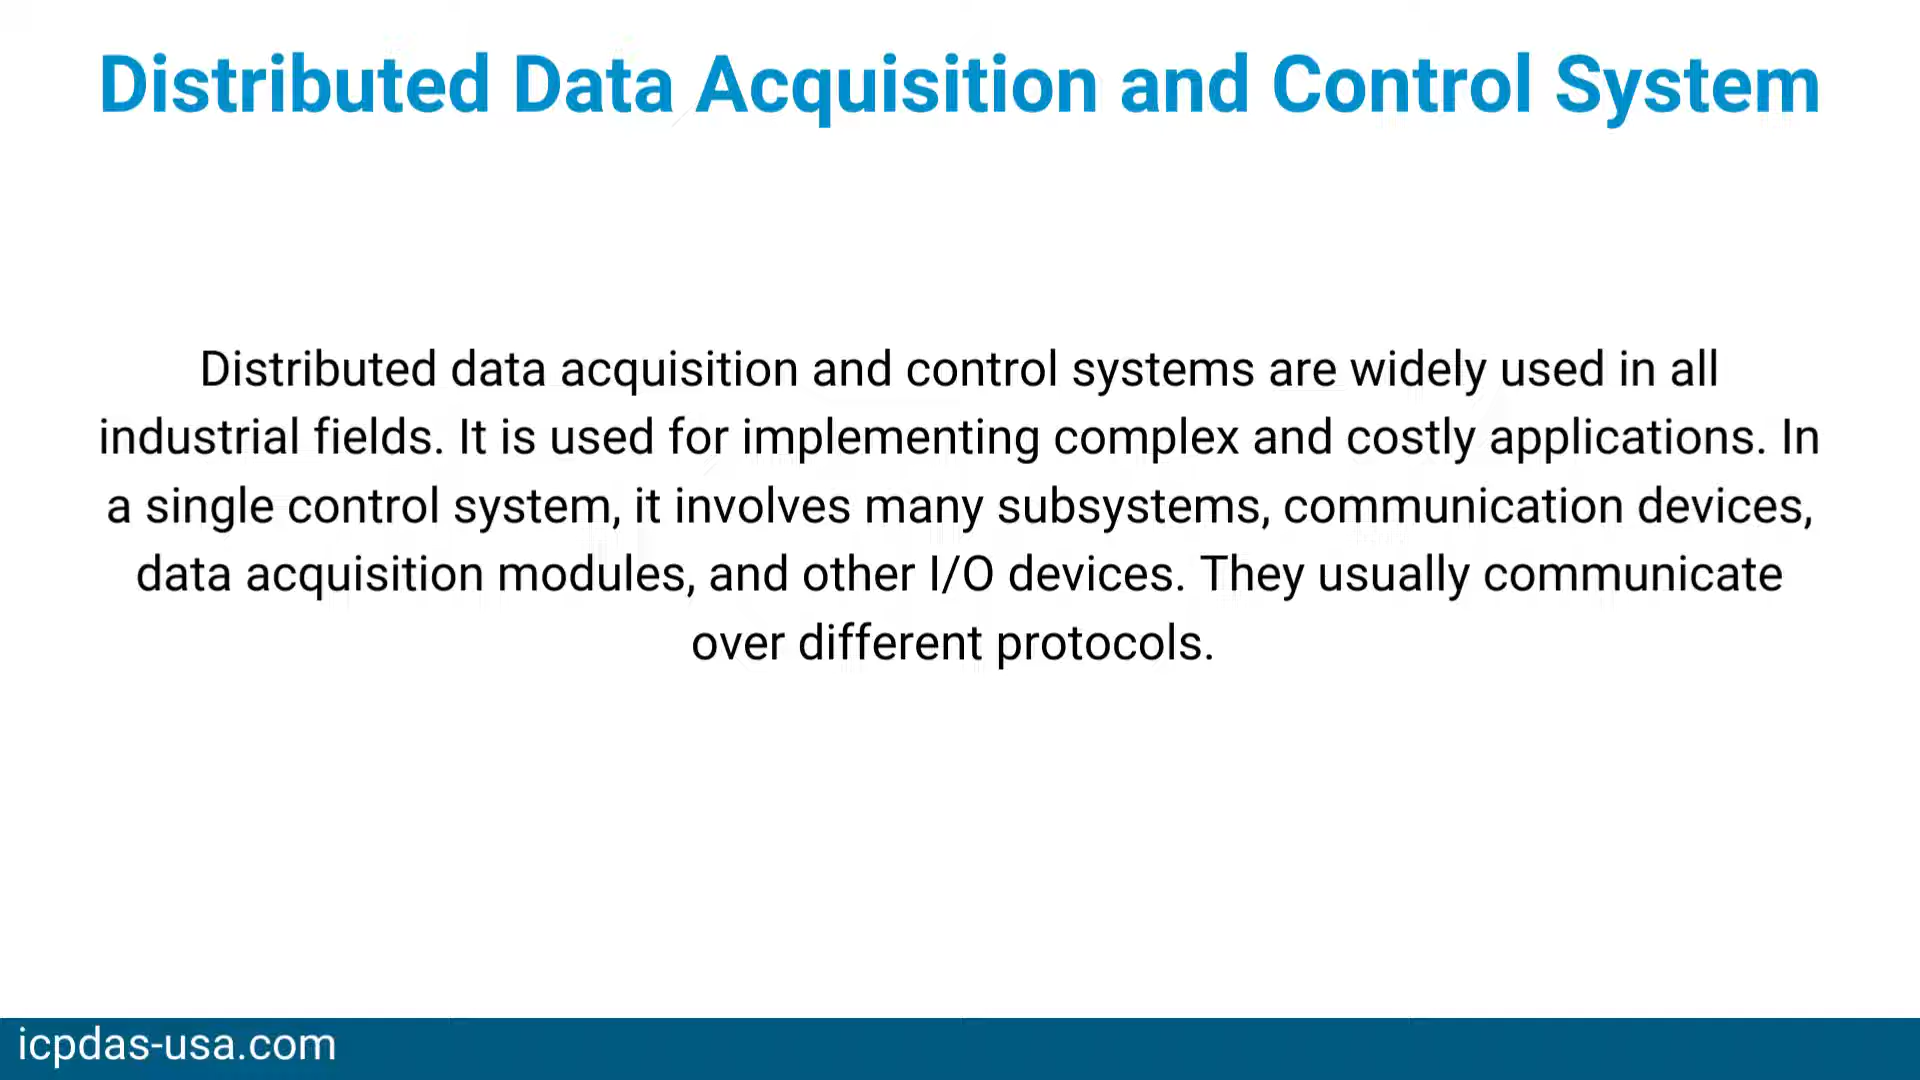 Distributed Data Acquisition and Control System
Distributed data acquisition and control systems are widely used in all
industrial fields. It is used for implementing complex and costly applications. In
a single control system, it involves many subsystems, communication devices,
data acquisition modules, and other I/O devices. They usually communicate
over different protocols.
icpdas-usa.com